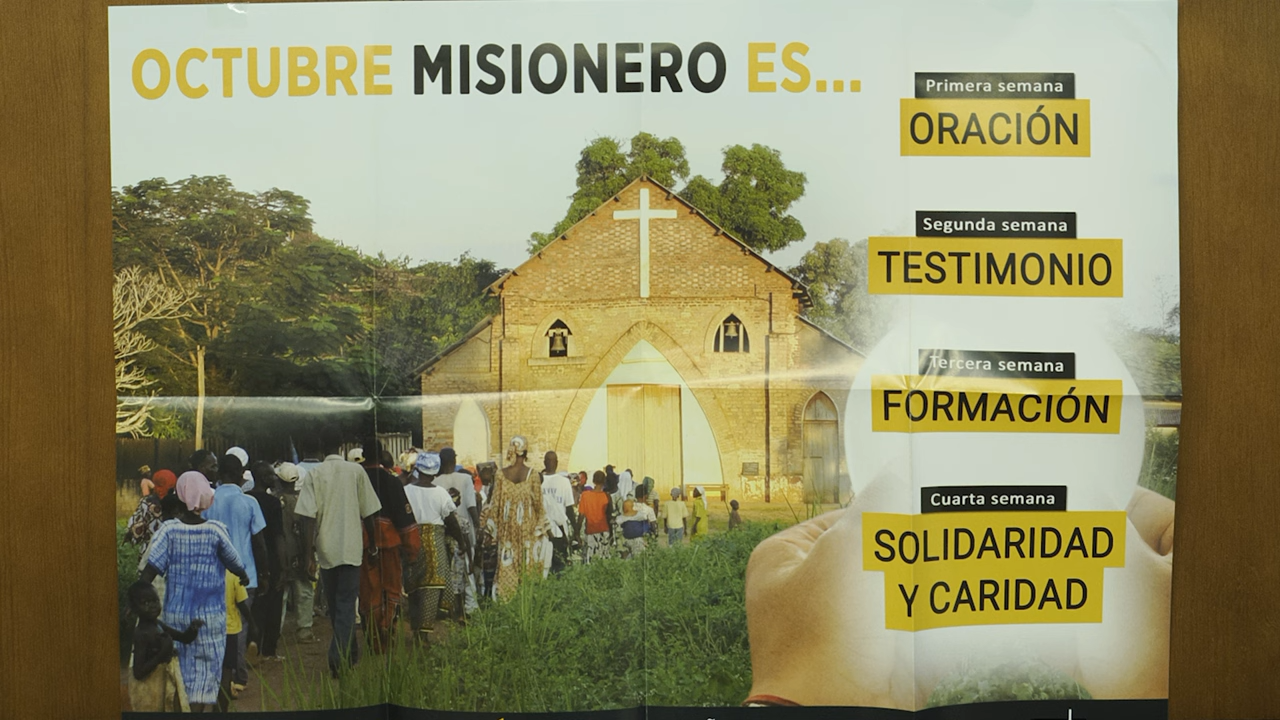 OCTUBRE MISIONERO ES...
Primera semana
ORACIÓN
Segunda semana
TESTIMONIO
Tercera semana
FORMACIÓN
Cuarta semana
SOLIDARIDAD
Y CARIDAD